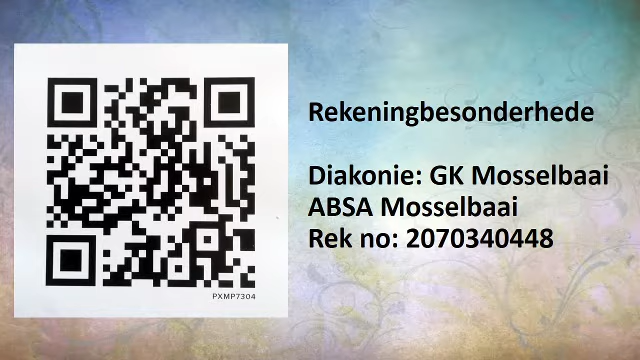 Rekeningbesonderhede
Diakonie: GK Mosselbaai
ABSA Mosselbaai
Rek no: 2070340448
PXMP7304